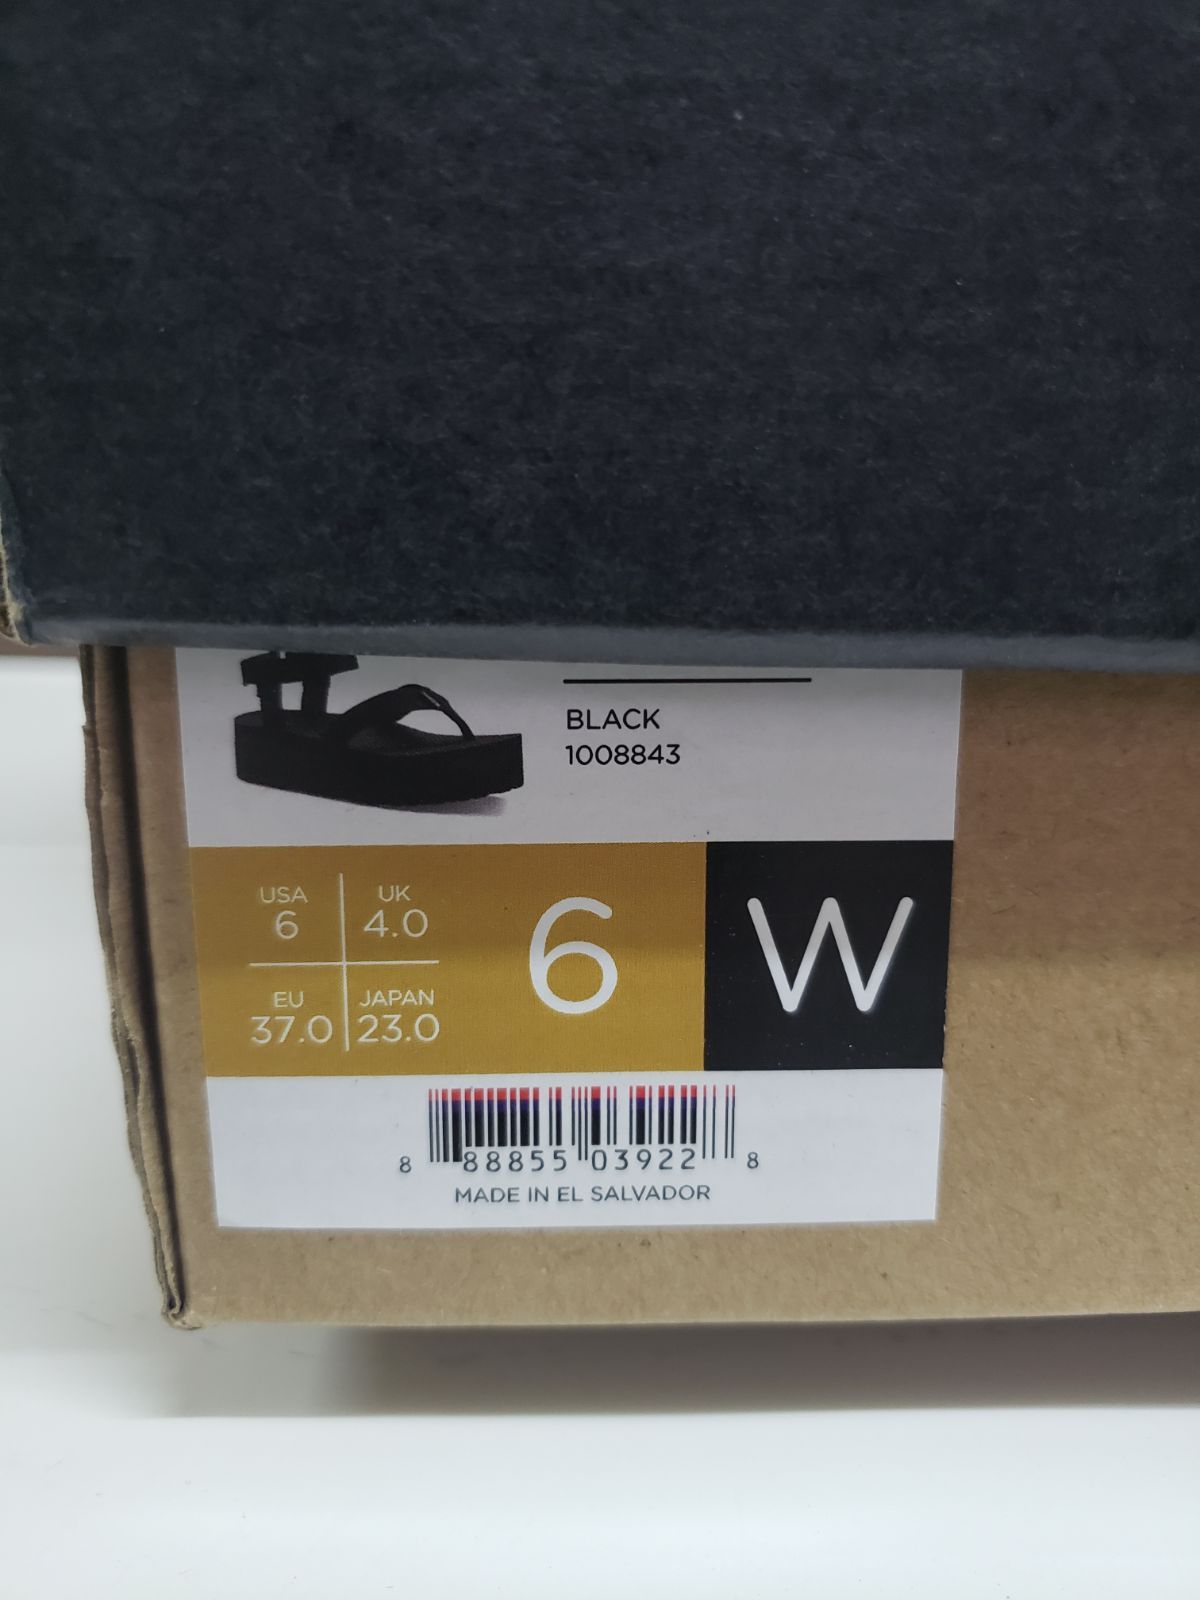 BLACK
1008843
USA UK
6 4.0
EU JAPAN
37.0 23.0
6 W
8 88855 03922 8
MADE IN EL SALVADOR